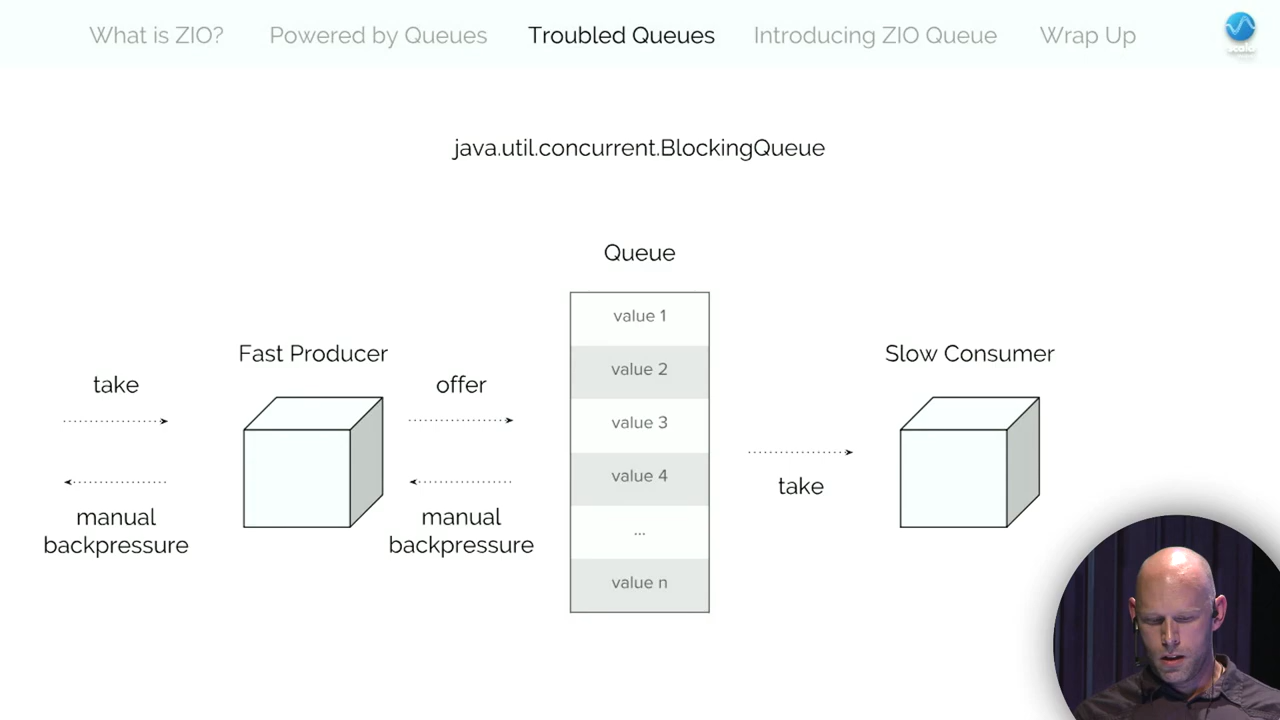 What is ZIO? Powered by Queues Troubled Queues Introducing ZIO Queue Wrap Up
scala
java.util.concurrent.BlockingQueue
Queue
value 1
value 2
value 3
value 4
...
value n
Fast Producer
Slow Consumer
take
offer
take
manual
backpressure
manual
backpressure